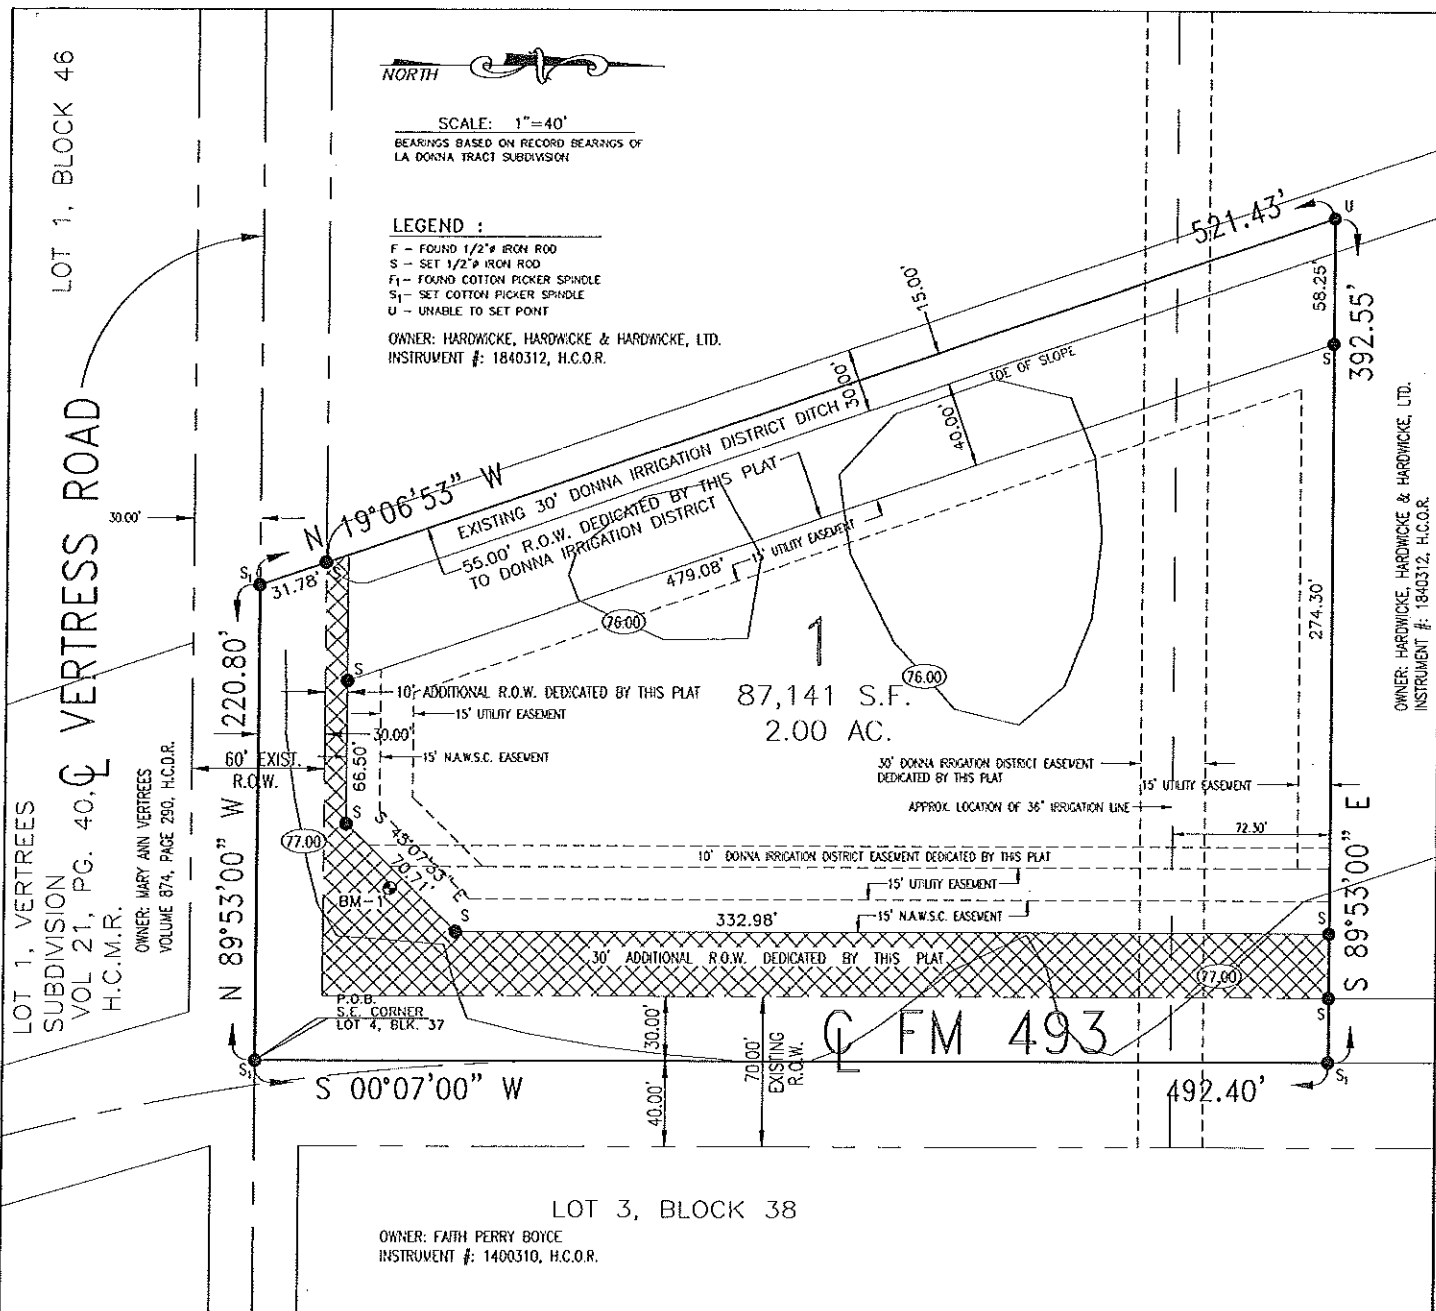 NORTH
SCALE: 1"=40'
BEARINGS BASED ON RECORD BEARINGS OF
LA DONNA TRACT SUBDIVISION
LEGEND :
F - FOUND 1/2"ø IRON ROD
S - SET 1/2"ø IRON ROD
F1- FOUND COTTON PICKER SPINDLE
S1- SET COTTON PICKER SPINDLE
U - UNABLE TO SET POINT
OWNER: HARDWICKE, HARDWICKE & HARDWICKE, LTD.
INSTRUMENT #: 1840312, H.C.O.R.
LOT 1, BLOCK 46
℄ VERTRESS ROAD
30.00'
LOT 1, VERTREES
SUBDIVISION
VOL 21, PG. 40,
H.C.M.R.
OWNER: MARY ANN VERTREES
VOLUME 874, PAGE 290, H.C.D.R.
N 19°06'53" W
521.43'
U
58.25'
S
392.55'
15.00'
30.00'
40.00'
TOE OF SLOPE
EXISTING 30' DONNA IRRIGATION DISTRICT DITCH
55.00' R.O.W. DEDICATED BY THIS PLAT
TO DONNA IRRIGATION DISTRICT
479.08'
15' UTILITY EASEMENT
S1
31.78'
S
220.80'
N 89°53'00" W
76.00
76.00
1
87,141 S.F.
2.00 AC.
274.30'
OWNER: HARDWICKE, HARDWICKE & HARDWICKE, LTD.
INSTRUMENT #: 1840312, H.C.O.R.
S
10' ADDITIONAL R.O.W. DEDICATED BY THIS PLAT
15' UTILITY EASEMENT
30.00'
15' N.A.W.S.C. EASEMENT
60' EXIST.
R.O.W.
66.50'
30' DONNA IRRIGATION DISTRICT EASEMENT
DEDICATED BY THIS PLAT
15' UTILITY EASEMENT
APPROX. LOCATION OF 36" IRRIGATION LINE
72.30'
S
77.00
S 45°07'33" E
70.71'
BM-1
10' DONNA IRRIGATION DISTRICT EASEMENT DEDICATED BY THIS PLAT
15' UTILITY EASEMENT
15' N.A.W.S.C. EASEMENT
S
332.98'
S
S 89°53'00" E
30' ADDITIONAL R.O.W. DEDICATED BY THIS PLAT
77.00
S
P.O.B.
S.E. CORNER
LOT 4, BLK. 37
30.00'
40.00'
70.00'
EXISTING
R.O.W.
℄ FM 493
S1
S1
S 00°07'00" W
492.40'
LOT 3, BLOCK 38
OWNER: FAITH PERRY BOYCE
INSTRUMENT #: 1400310, H.C.O.R.